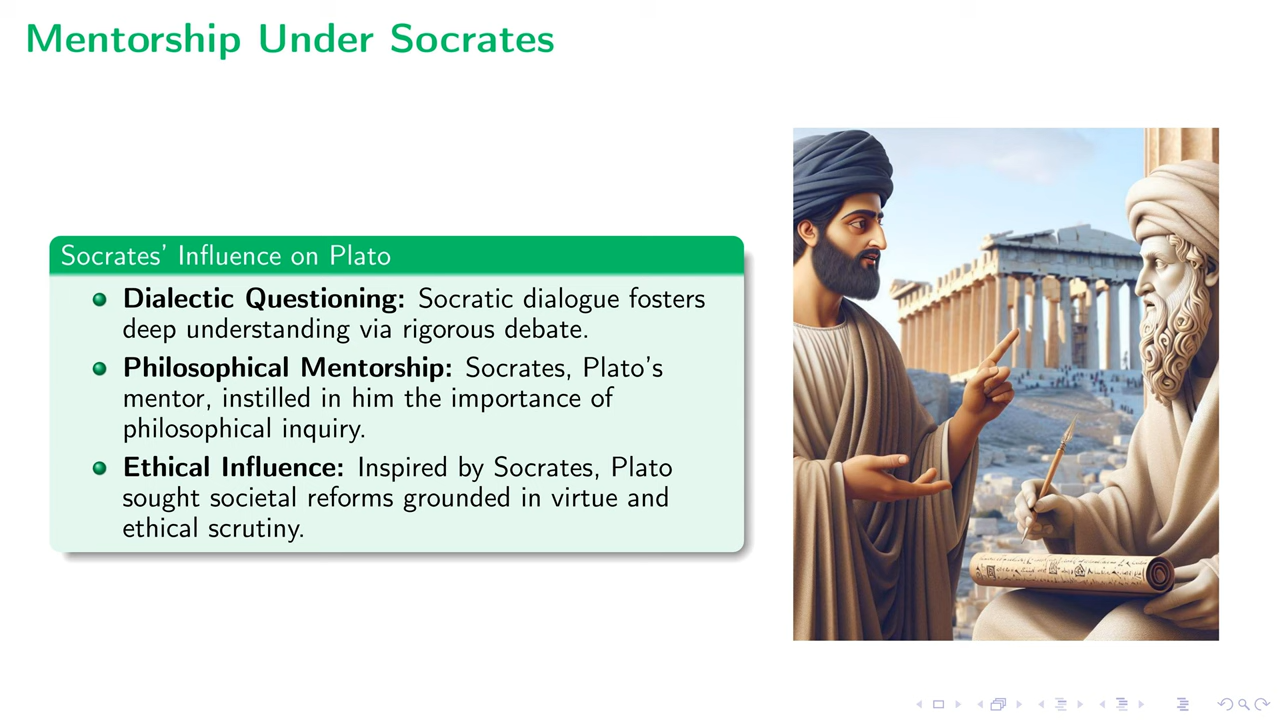 Mentorship Under Socrates
Socrates’ Influence on Plato
Dialectic Questioning: Socratic dialogue fosters
deep understanding via rigorous debate.
Philosophical Mentorship: Socrates, Plato’s
mentor, instilled in him the importance of
philosophical inquiry.
Ethical Influence: Inspired by Socrates, Plato
sought societal reforms grounded in virtue and
ethical scrutiny.